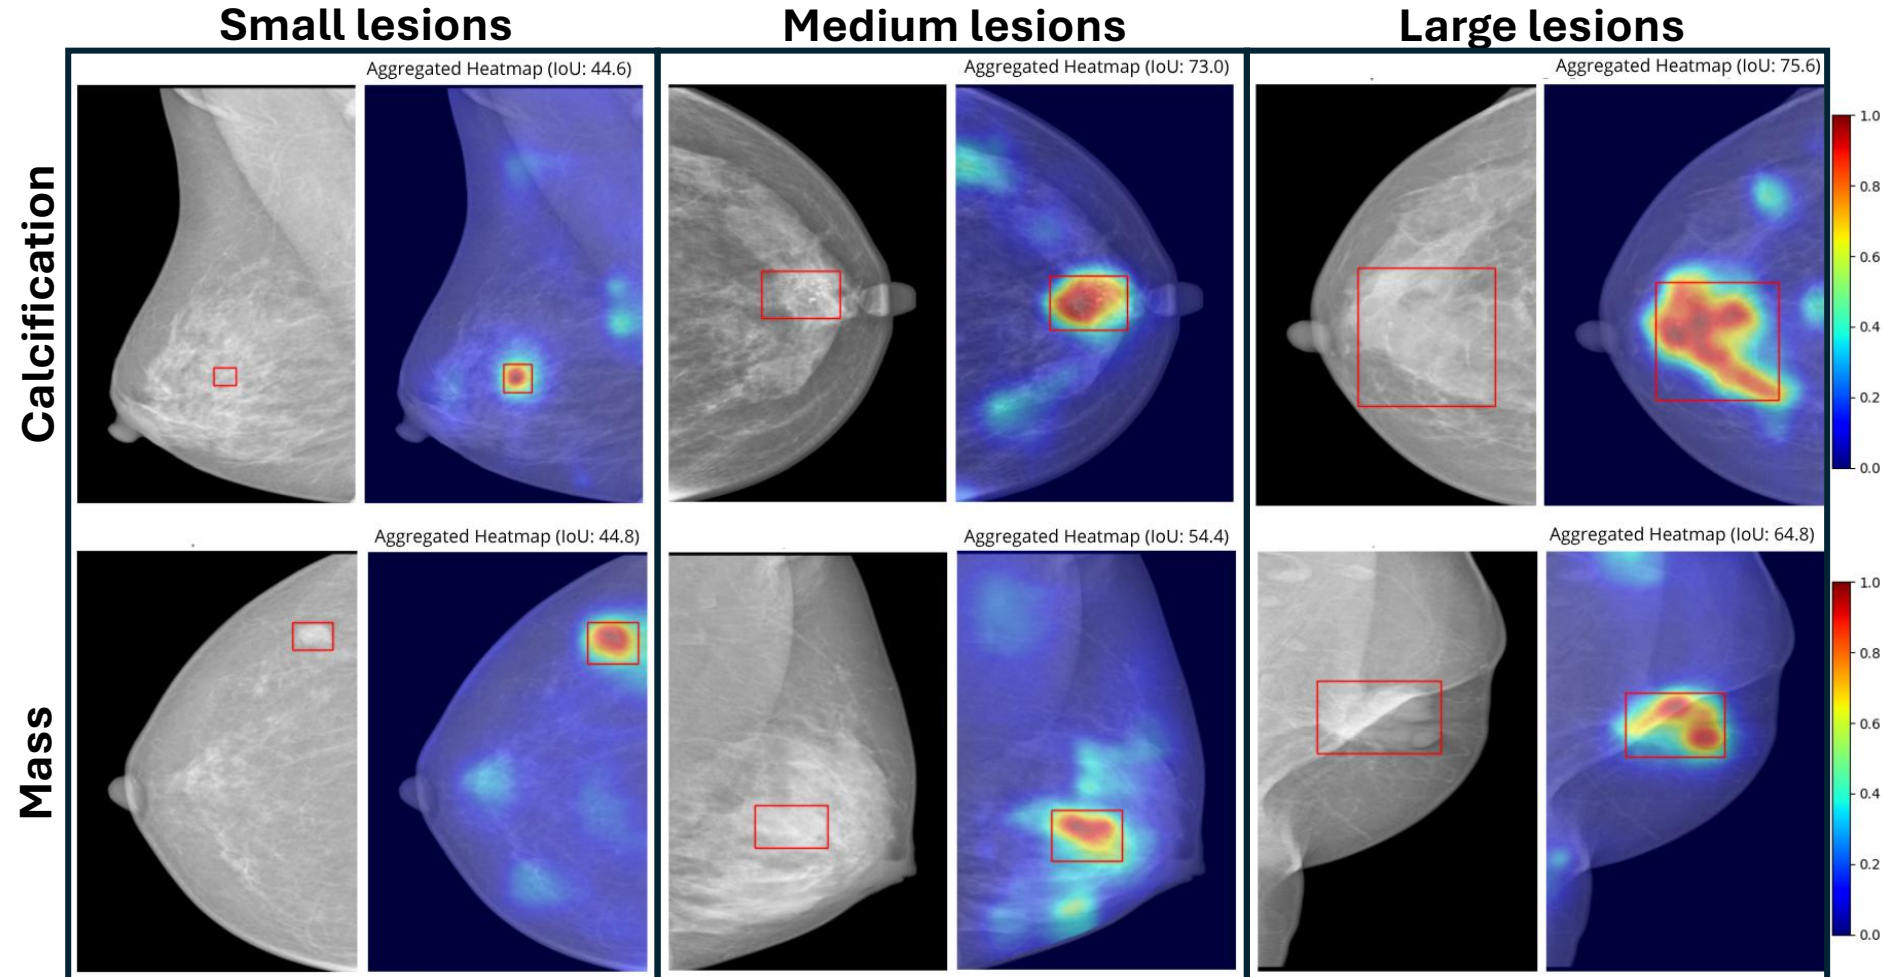 Small lesions
Medium lesions
Large lesions
Calcification
Aggregated Heatmap (IoU: 44.6)
Aggregated Heatmap (IoU: 73.0)
Aggregated Heatmap (IoU: 75.6)
1.0
0.8
0.6
0.4
0.2
0.0
Mass
Aggregated Heatmap (IoU: 44.8)
Aggregated Heatmap (IoU: 54.4)
Aggregated Heatmap (IoU: 64.8)
1.0
0.8
0.6
0.4
0.2
0.0